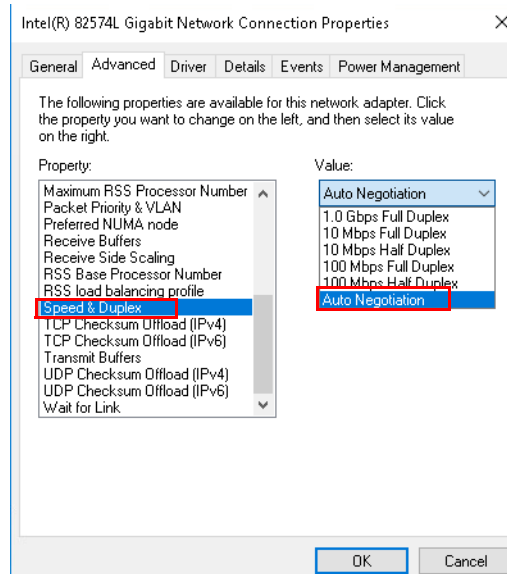 Intel(R) 82574L Gigabit Network Connection Properties
General Advanced Driver Details Events Power Management
The following properties are available for this network adapter. Click
the property you want to change on the left, and then select its value
on the right.
Property:
Maximum RSS Processor Number
Packet Priority & VLAN
Preferred NUMA node
Receive Buffers
Receive Side Scaling
RSS Base Processor Number
RSS load balancing profile
Speed & Duplex
TCP Checksum Offload (IPv4)
TCP Checksum Offload (IPv6)
Transmit Buffers
UDP Checksum Offload (IPv4)
UDP Checksum Offload (IPv6)
Wait for Link
Value:
Auto Negotiation
1.0 Gbps Full Duplex
10 Mbps Full Duplex
10 Mbps Half Duplex
100 Mbps Full Duplex
100 Mbps Half Duplex
Auto Negotiation
OK Cancel